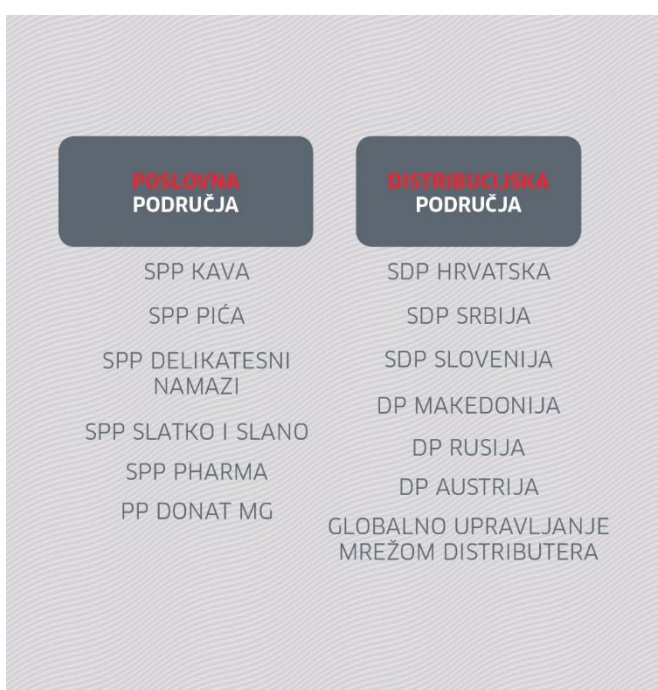 POSLOVNA
PODRUČJA
SPP KAVA
SPP PIĆA
SPP DELIKATESNI
NAMAZI
SPP SLATKO I SLANO
SPP PHARMA
PP DONAT MG
DISTRIBUCIJSKA
PODRUČJA
SDP HRVATSKA
SDP SRBIJA
SDP SLOVENIJA
DP MAKEDONIJA
DP RUSIJA
DP AUSTRIJA
GLOBALNO UPRAVLJANJE
MREŽOM DISTRIBUTERA